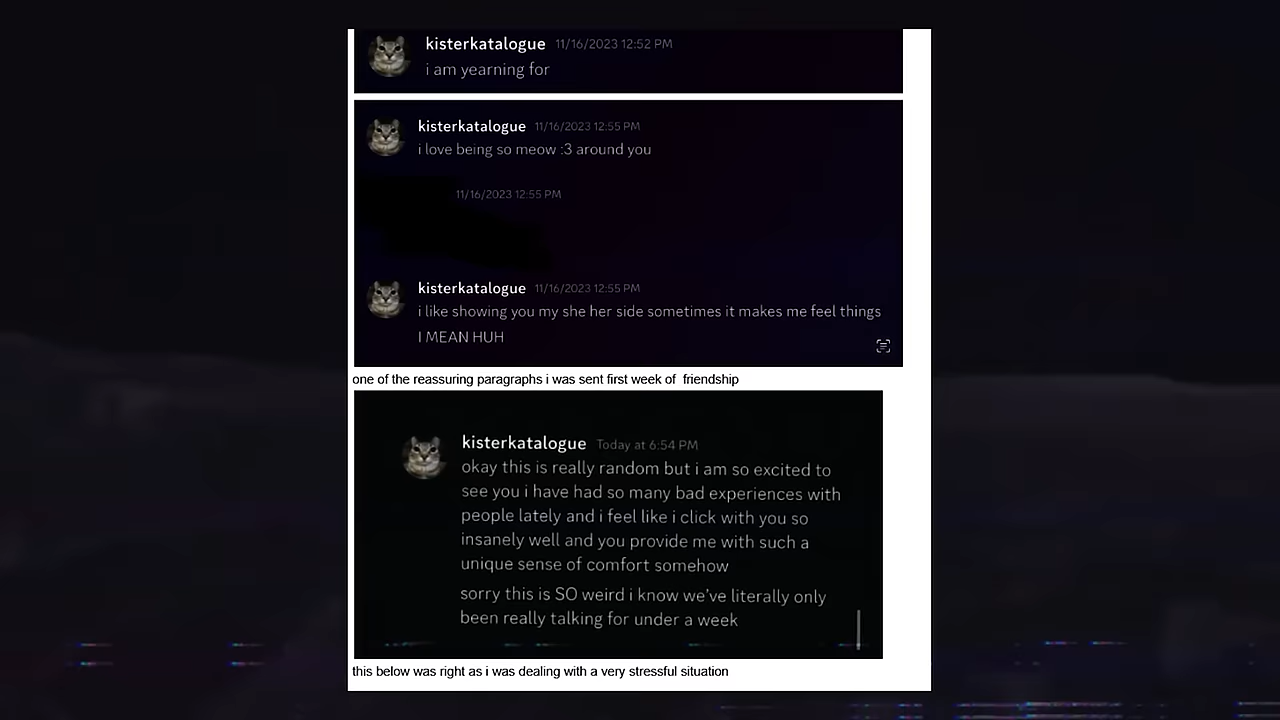 kisterkatalogue 11/16/2023 12:52 PM
i am yearning for
kisterkatalogue 11/16/2023 12:55 PM
i love being so meow :3 around you
11/16/2023 12:55 PM
kisterkatalogue 11/16/2023 12:55 PM
i like showing you my she her side sometimes it makes me feel things
I MEAN HUH
one of the reassuring paragraphs i was sent first week of friendship
kisterkatalogue Today at 6:54 PM
okay this is really random but i am so excited to
see you i have had so many bad experiences with
people lately and i feel like i click with you so
insanely well and you provide me with such a
unique sense of comfort somehow
sorry this is SO weird i know we've literally only
been really talking for under a week
this below was right as i was dealing with a very stressful situation